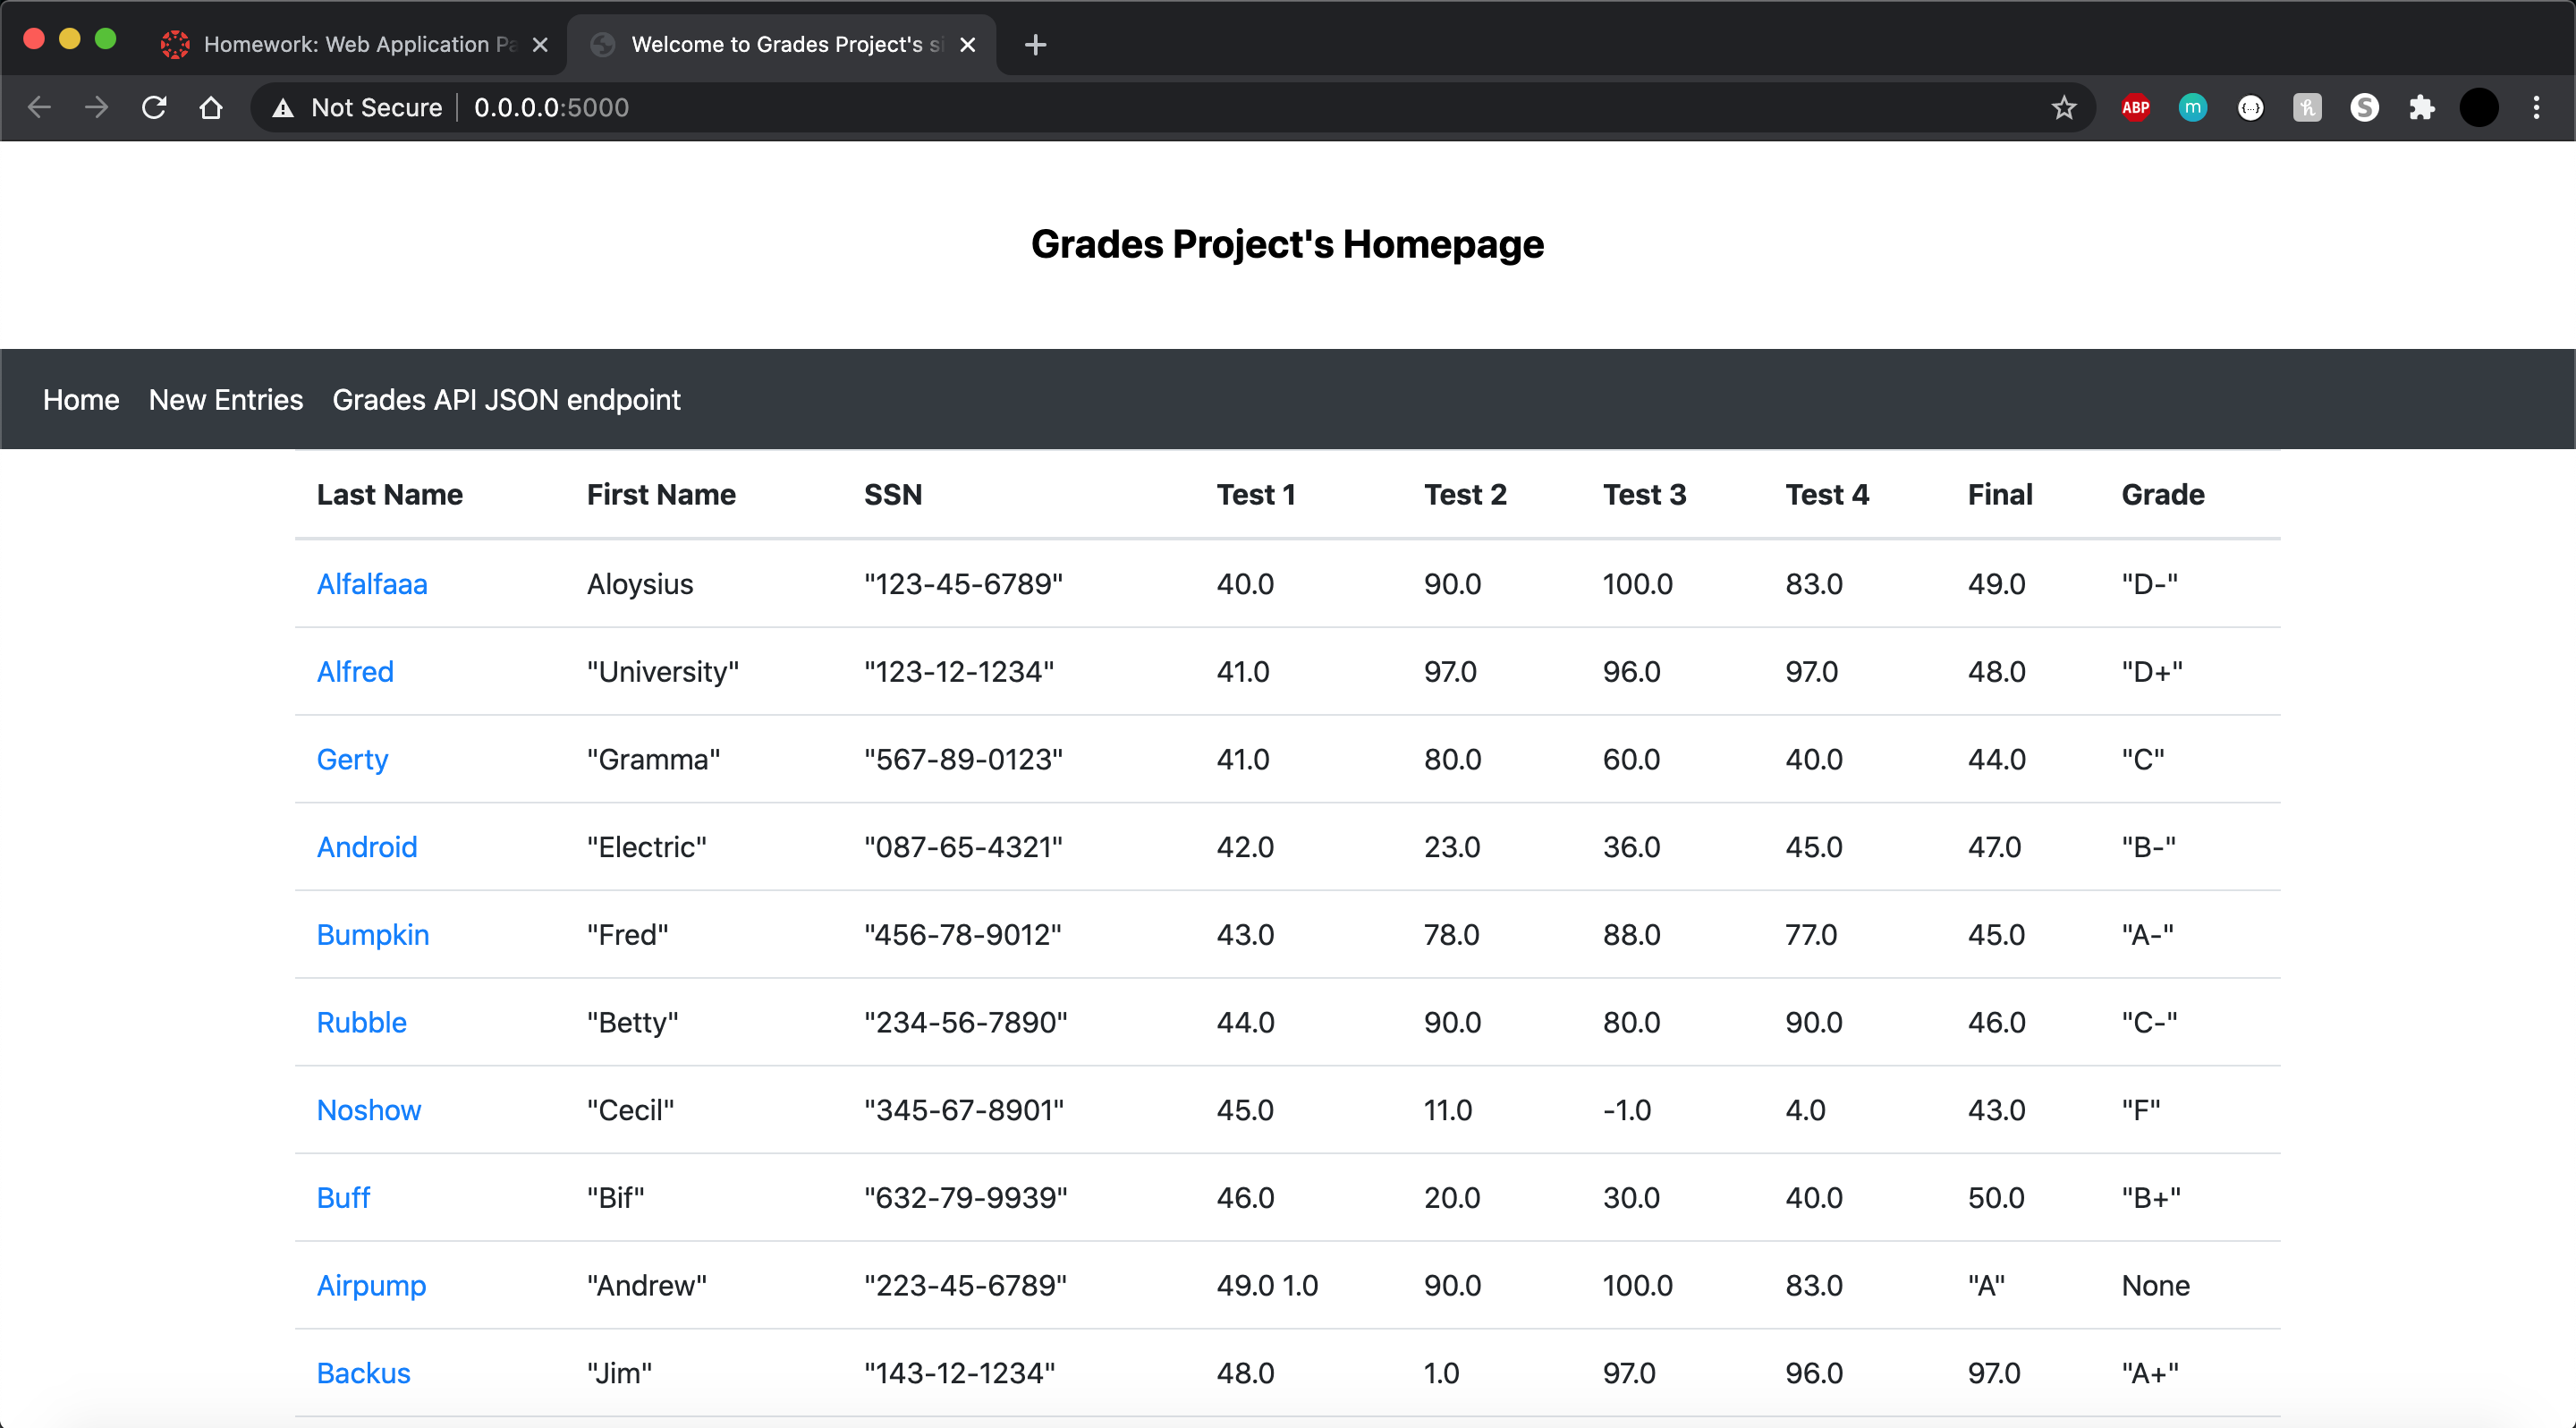 Homework: Web Application Pa
Welcome to Grades Project's si
Not Secure 0.0.0.0:5000
ABP m {...} h S
Grades Project's Homepage
Home New Entries Grades API JSON endpoint
Last Name First Name SSN Test 1 Test 2 Test 3 Test 4 Final Grade
Alfalfaaa Aloysius "123-45-6789" 40.0 90.0 100.0 83.0 49.0 "D-"
Alfred "University" "123-12-1234" 41.0 97.0 96.0 97.0 48.0 "D+"
Gerty "Gramma" "567-89-0123" 41.0 80.0 60.0 40.0 44.0 "C"
Android "Electric" "087-65-4321" 42.0 23.0 36.0 45.0 47.0 "B-"
Bumpkin "Fred" "456-78-9012" 43.0 78.0 88.0 77.0 45.0 "A-"
Rubble "Betty" "234-56-7890" 44.0 90.0 80.0 90.0 46.0 "C-"
Noshow "Cecil" "345-67-8901" 45.0 11.0 -1.0 4.0 43.0 "F"
Buff "Bif" "632-79-9939" 46.0 20.0 30.0 40.0 50.0 "B+"
Airpump "Andrew" "223-45-6789" 49.0 1.0 90.0 100.0 83.0 "A" None
Backus "Jim" "143-12-1234" 48.0 1.0 97.0 96.0 97.0 "A+"